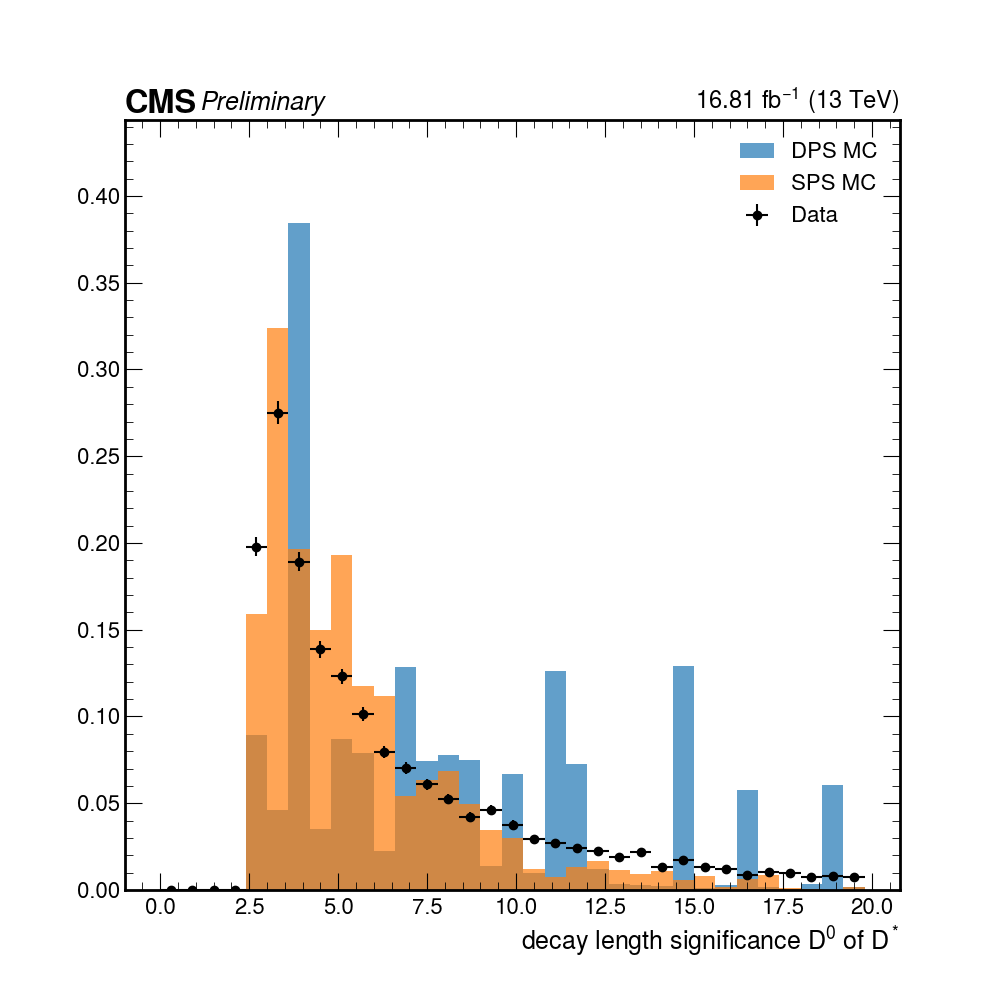 CMS Preliminary 16.81 fb⁻¹ (13 TeV)
DPS MC
SPS MC
Data
0.40
0.35
0.30
0.25
0.20
0.15
0.10
0.05
0.00
0.0 2.5 5.0 7.5 10.0 12.5 15.0 17.5 20.0
decay length significance D⁰ of D*